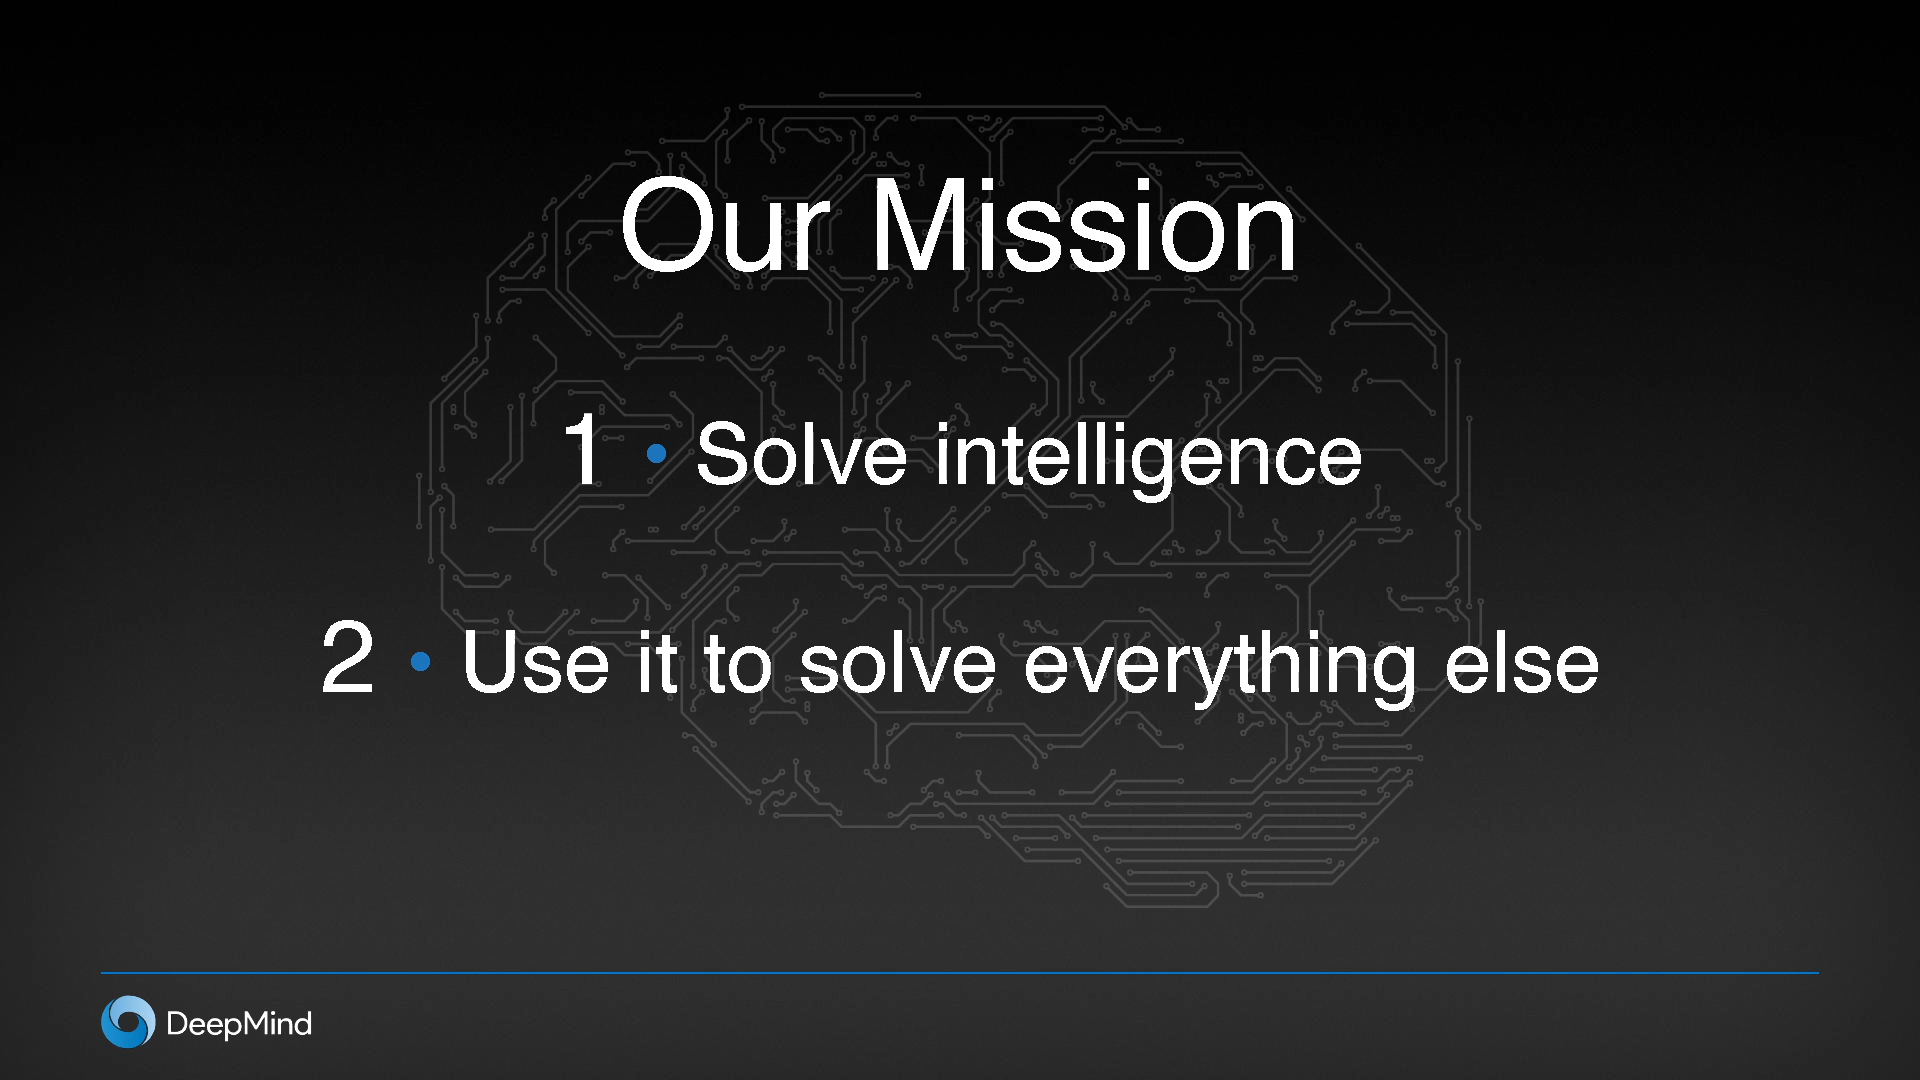 Our Mission
1 • Solve intelligence
2 • Use it to solve everything else
DeepMind